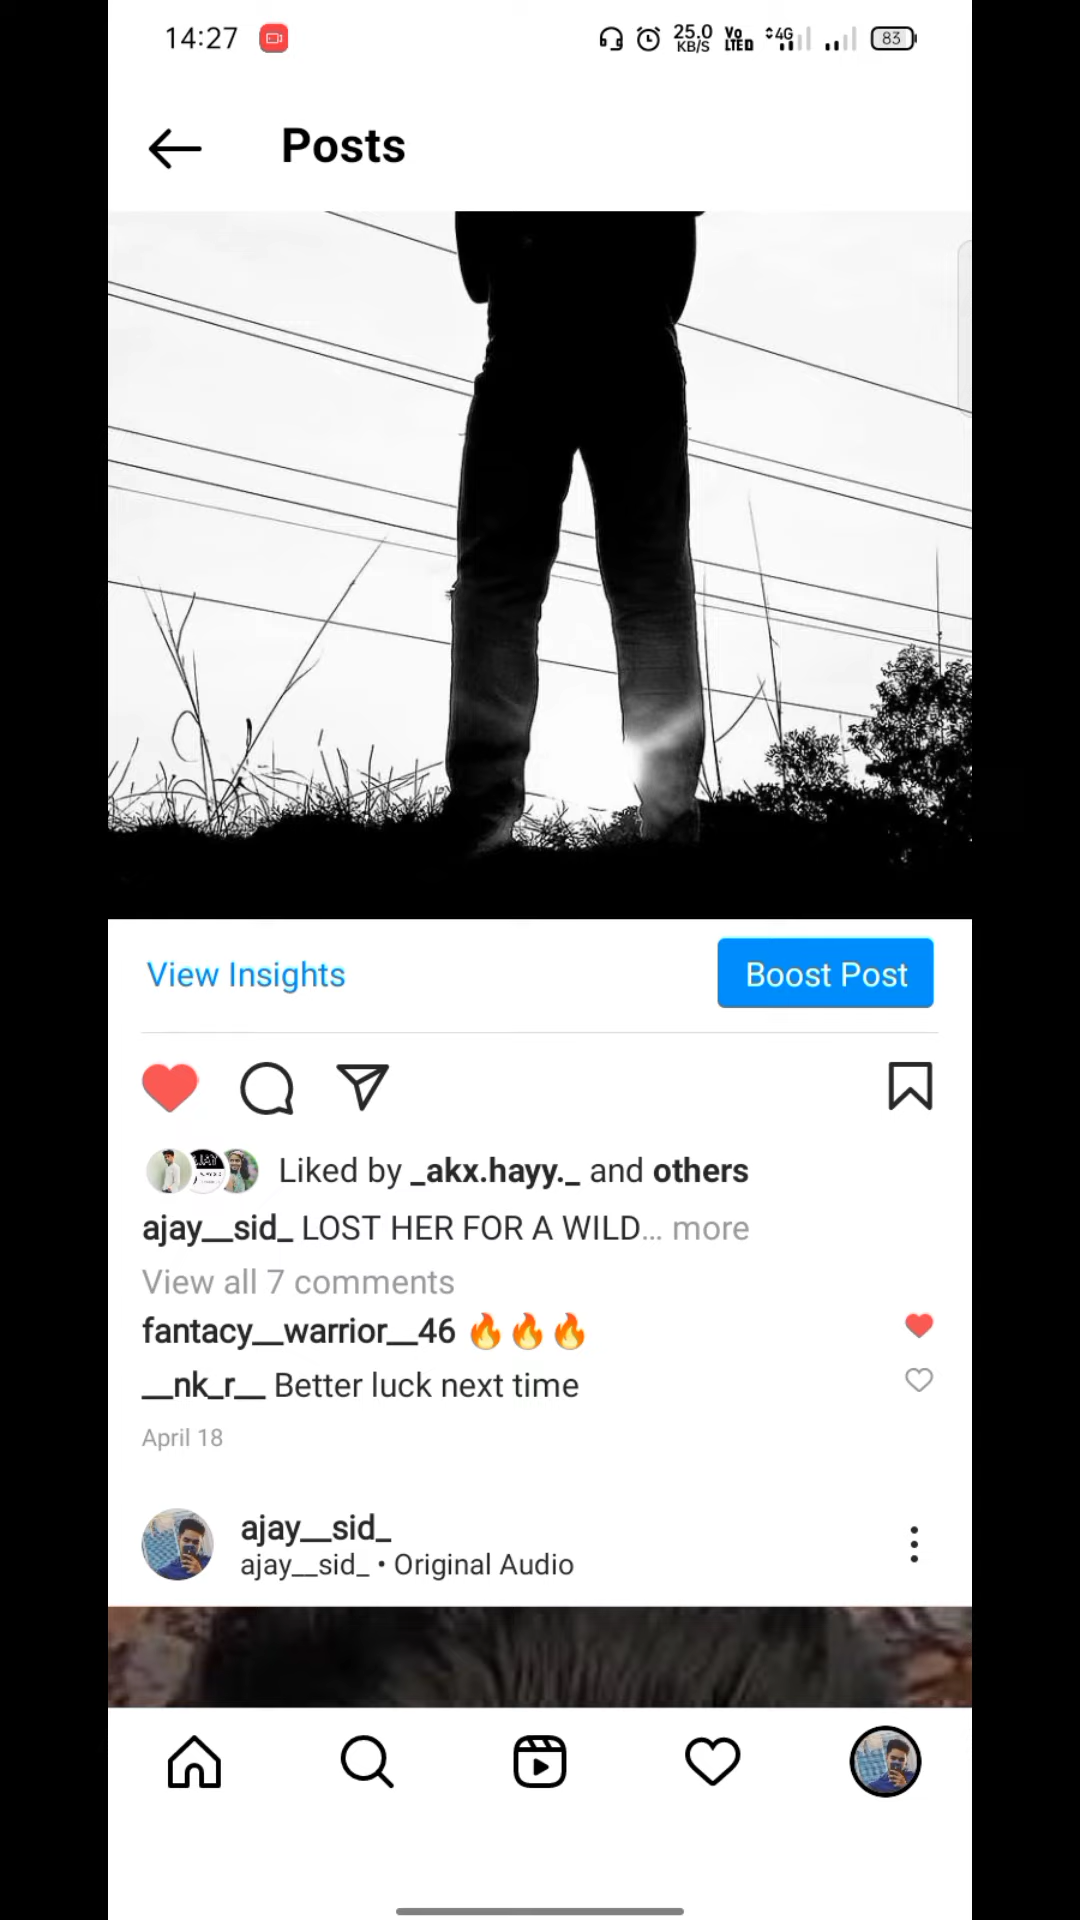 14:27 25.0 KB/S Vo LTED 4G 83
Posts
View Insights Boost Post
Liked by _akx.hayy._ and others
ajay__sid_ LOST HER FOR A WILD... more
View all 7 comments
fantacy__warrior__46 🔥🔥🔥
__nk_r__ Better luck next time
April 18
ajay__sid_
ajay__sid_ • Original Audio